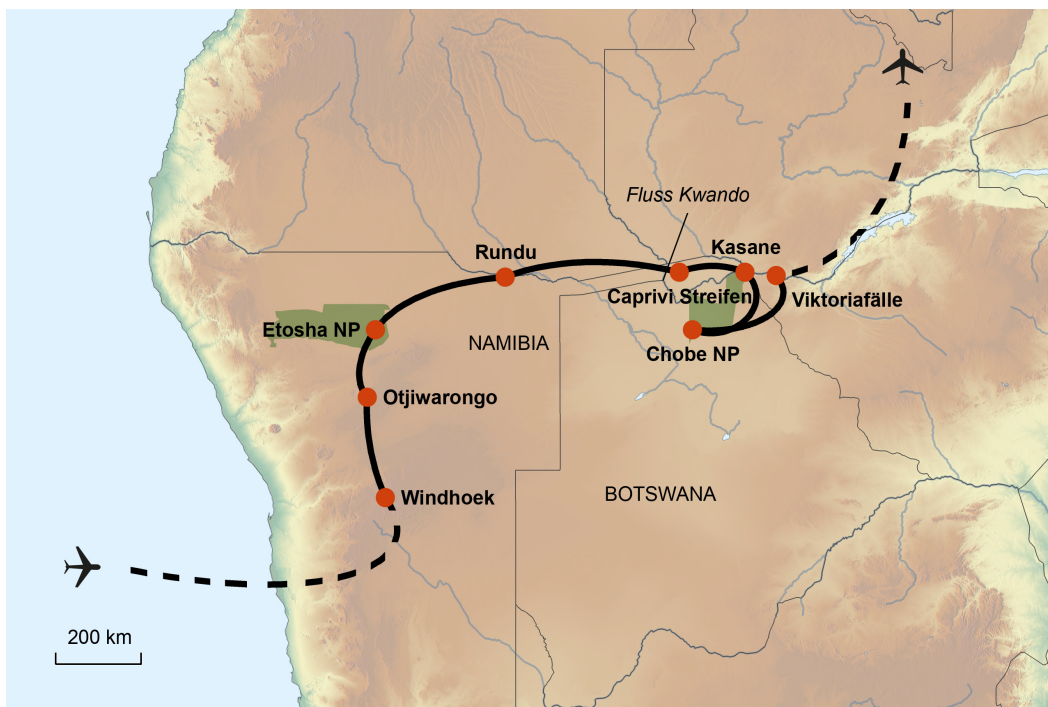 Fluss Kwando
Kasane
Rundu
Caprivi Streifen
Viktoriafälle
Etosha NP
NAMIBIA
Chobe NP
Otjiwarongo
Windhoek
BOTSWANA
200 km